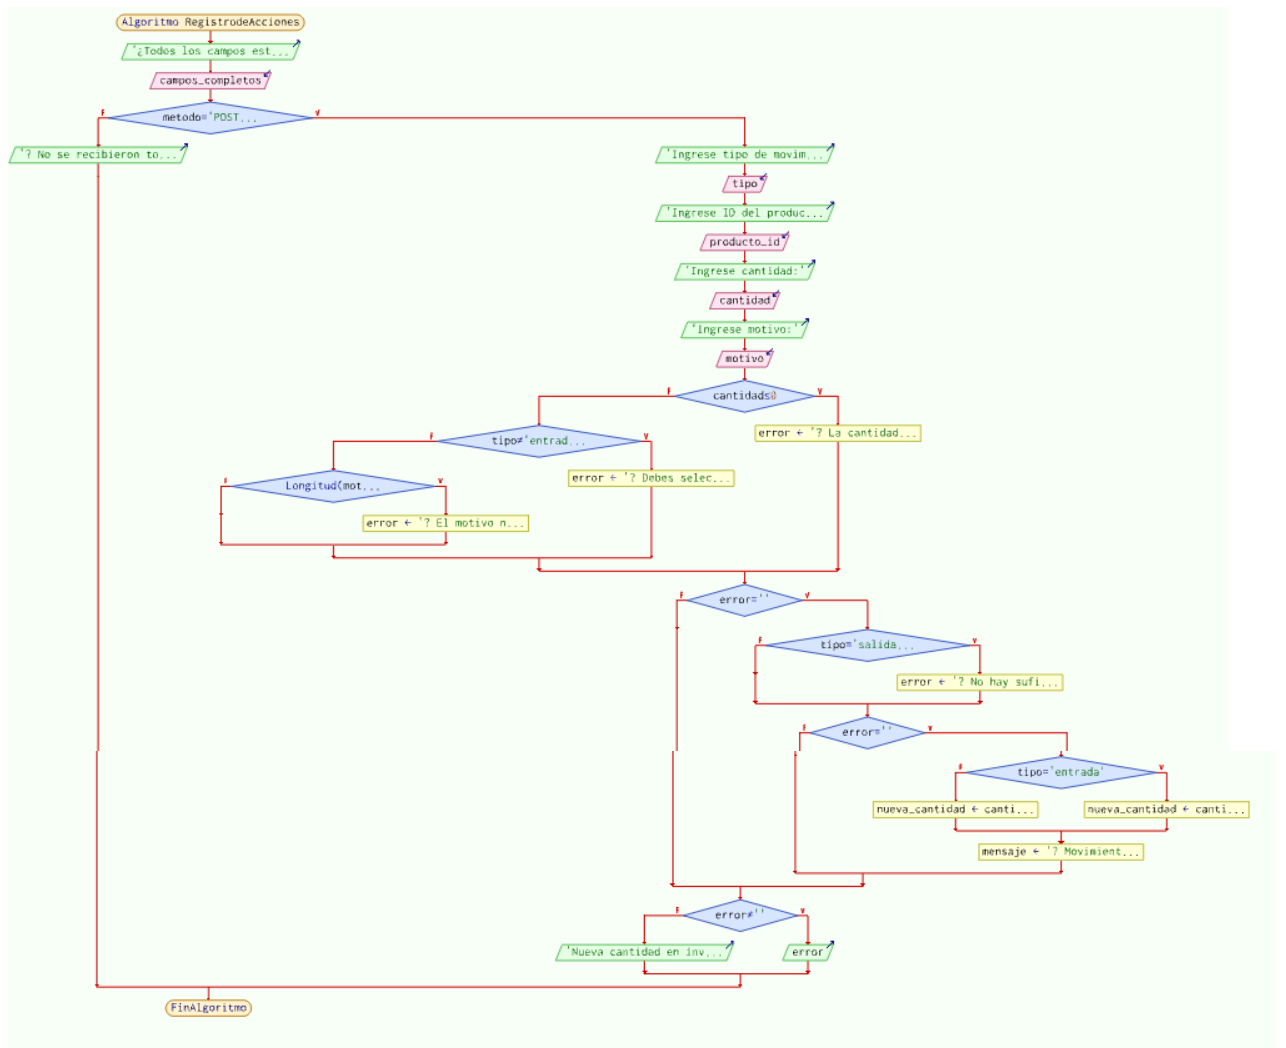 Algoritmo RegistrodeAcciones
'¿Todos los campos est...
campos_completos
F
metodo='POST...
V
'? No se recibieron to...
'Ingrese tipo de movim...
tipo
'Ingrese ID del produc...
producto_id
'Ingrese cantidad:'
cantidad
'Ingrese motivo:'
motivo
F
cantidad≤0
V
error ← '? La cantidad...
F
tipo≠'entrad...
V
error ← '? Debes selec...
F
Longitud(mot...
V
error ← '? El motivo n...
F
error=''
V
F
tipo='salida...
V
error ← '? No hay sufi...
F
error=''
V
F
tipo='entrada'
V
nueva_cantidad ← canti...
nueva_cantidad ← canti...
mensaje ← '? Movimient...
F
error≠''
V
'Nueva cantidad en inv...
error
FinAlgoritmo